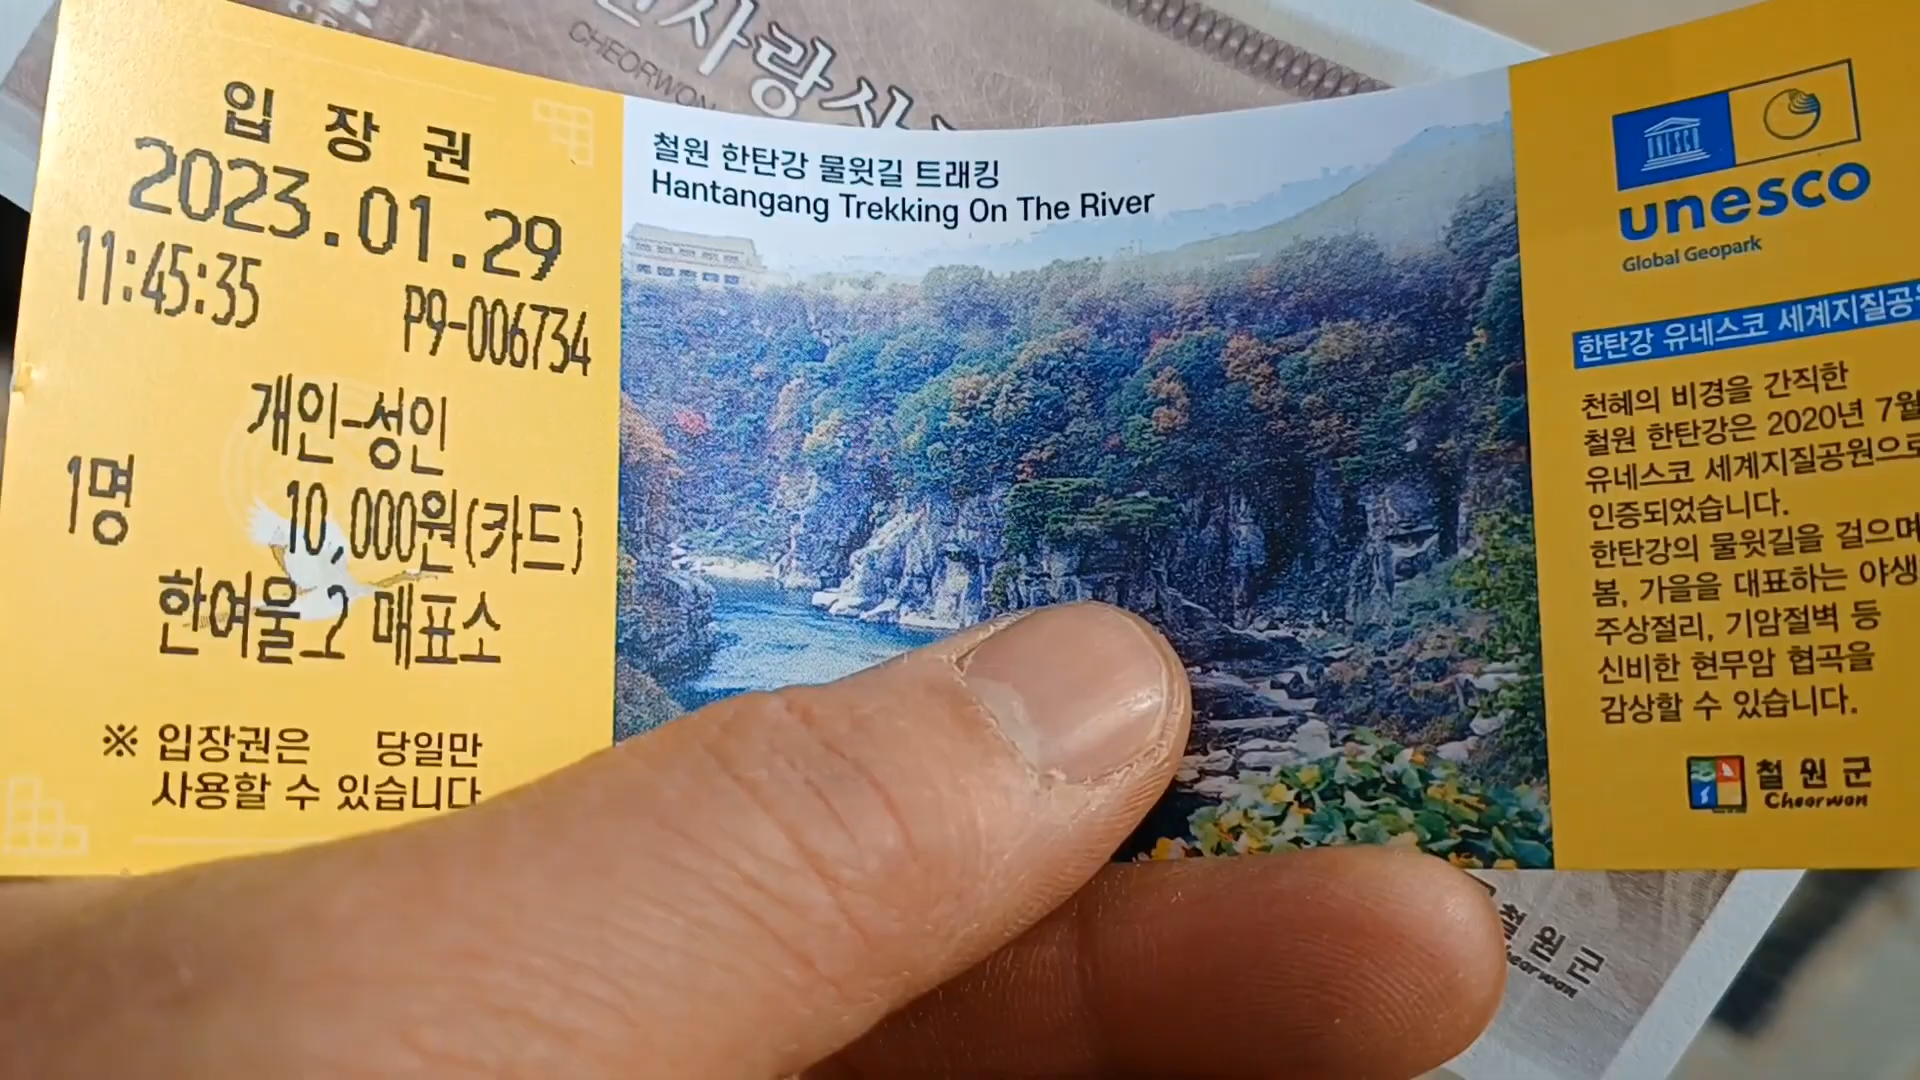 사랑
CHEORWON
입 장 권
2023.01.29
11:45:35 P9-006734
개인-성인
1명 10,000원(카드)
한여울 2 매표소
※ 입장권은 당일만
사용할 수 있습니다
철원 한탄강 물윗길 트래킹
Hantangang Trekking On The River
UNESCO
unesco
Global Geopark
한탄강 유네스코 세계지질공원
천혜의 비경을 간직한
철원 한탄강은 2020년 7월
유네스코 세계지질공원으로
인증되었습니다.
한탄강의 물윗길을 걸으며
봄, 가을을 대표하는 야생
주상절리, 기암절벽 등
신비한 현무암 협곡을
감상할 수 있습니다.
철원군
Cheorwon
철원군
Cheorwon